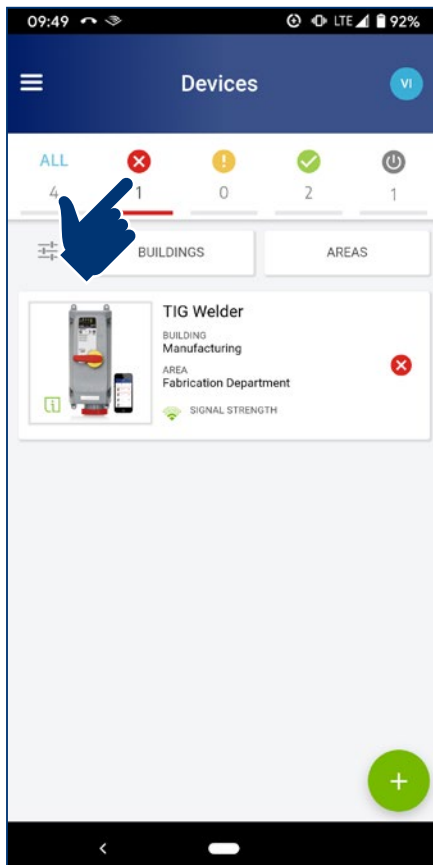 09:49 LTE 92%
Devices
VI
ALL
4 1 0 2 1
BUILDINGS AREAS
TIG Welder
BUILDING
Manufacturing
AREA
Fabrication Department
SIGNAL STRENGTH